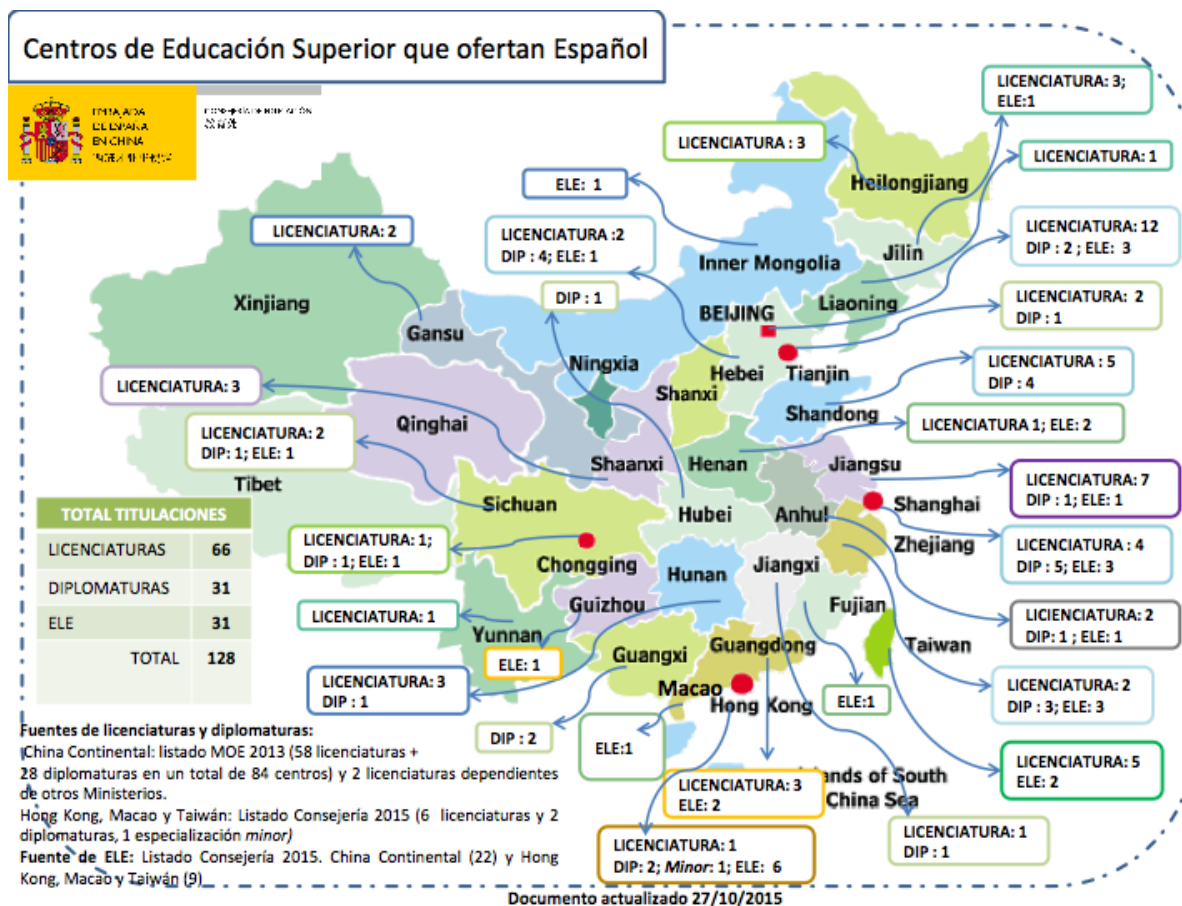 Centros de Educación Superior que ofertan Español
EMBAJADA
DE ESPAÑA
EN CHINA
LICENCIATURA: 3;
ELE:1
LICENCIATURA : 3
LICENCIATURA: 1
Heilongjiang
ELE: 1
LICENCIATURA: 2
LICENCIATURA :2
DIP : 4; ELE: 1
LICENCIATURA: 12
DIP : 2 ; ELE: 3
Jilin
Inner Mongolia
Xinjiang
DIP : 1
Liaoning
LICENCIATURA: 2
DIP : 1
BEIJING
Gansu
Ningxia
Hebei
Tianjin
LICENCIATURA: 3
Shanxi
LICENCIATURA : 5
DIP : 4
Shandong
Qinghai
LICENCIATURA: 2
DIP: 1; ELE: 1
LICENCIATURA 1; ELE: 2
Shaanxi
Henan
Jiangsu
Tibet
LICENCIATURA: 7
DIP : 1; ELE: 1
Sichuan
Hubei
Anhui
Shanghai
TOTAL TITULACIONES
LICENCIATURAS 66
DIPLOMATURAS 31
ELE 31
TOTAL 128
LICENCIATURA: 1;
DIP : 1; ELE: 1
Chongging
Zhejiang
LICENCIATURA : 4
DIP : 5; ELE: 3
Hunan
Jiangxi
Guizhou
Fujian
LICIENCATURA: 2
DIP: 1 ; ELE: 1
LICENCIATURA: 1
Yunnan
ELE: 1
Guangxi
Guangdong
Taiwan
LICENCIATURA: 3
DIP : 1
Macao
Hong Kong
ELE:1
LICENCIATURA: 2
DIP : 3; ELE: 3
DIP : 2
ELE:1
LICENCIATURA: 5
ELE: 2
LICENCIATURA: 3
ELE: 2
lands of South
China Sea
LICENCIATURA: 1
DIP : 1
LICENCIATURA: 1
DIP: 2; Minor: 1; ELE: 6
Fuentes de licenciaturas y diplomaturas:
China Continental: listado MOE 2013 (58 licenciaturas +
28 diplomaturas en un total de 84 centros) y 2 licenciaturas dependientes
de otros Ministerios.
Hong Kong, Macao y Taiwán: Listado Consejería 2015 (6 licenciaturas y 2
diplomaturas, 1 especialización minor)
Fuente de ELE: Listado Consejería 2015. China Continental (22) y Hong
Kong, Macao y Taiwán (9)
Documento actualizado 27/10/2015